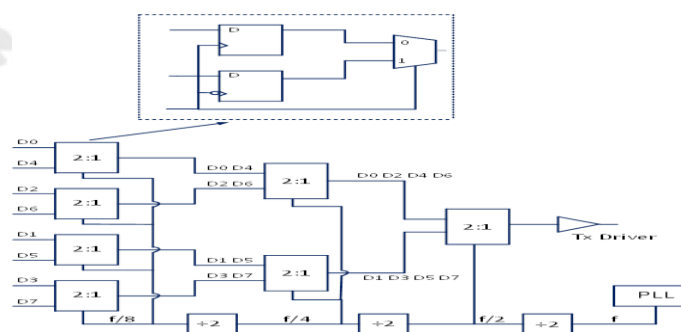 D
0
1
D
D0
D4
2:1
D0 D4
D2 D6
2:1
D0 D2 D4 D6
D2
D6
2:1
2:1
Tx Driver
D1
D5
2:1
D1 D5
D3 D7
2:1
D1 D3 D5 D7
D3
D7
2:1
PLL
f/8
÷2
f/4
÷2
f/2
÷2
f